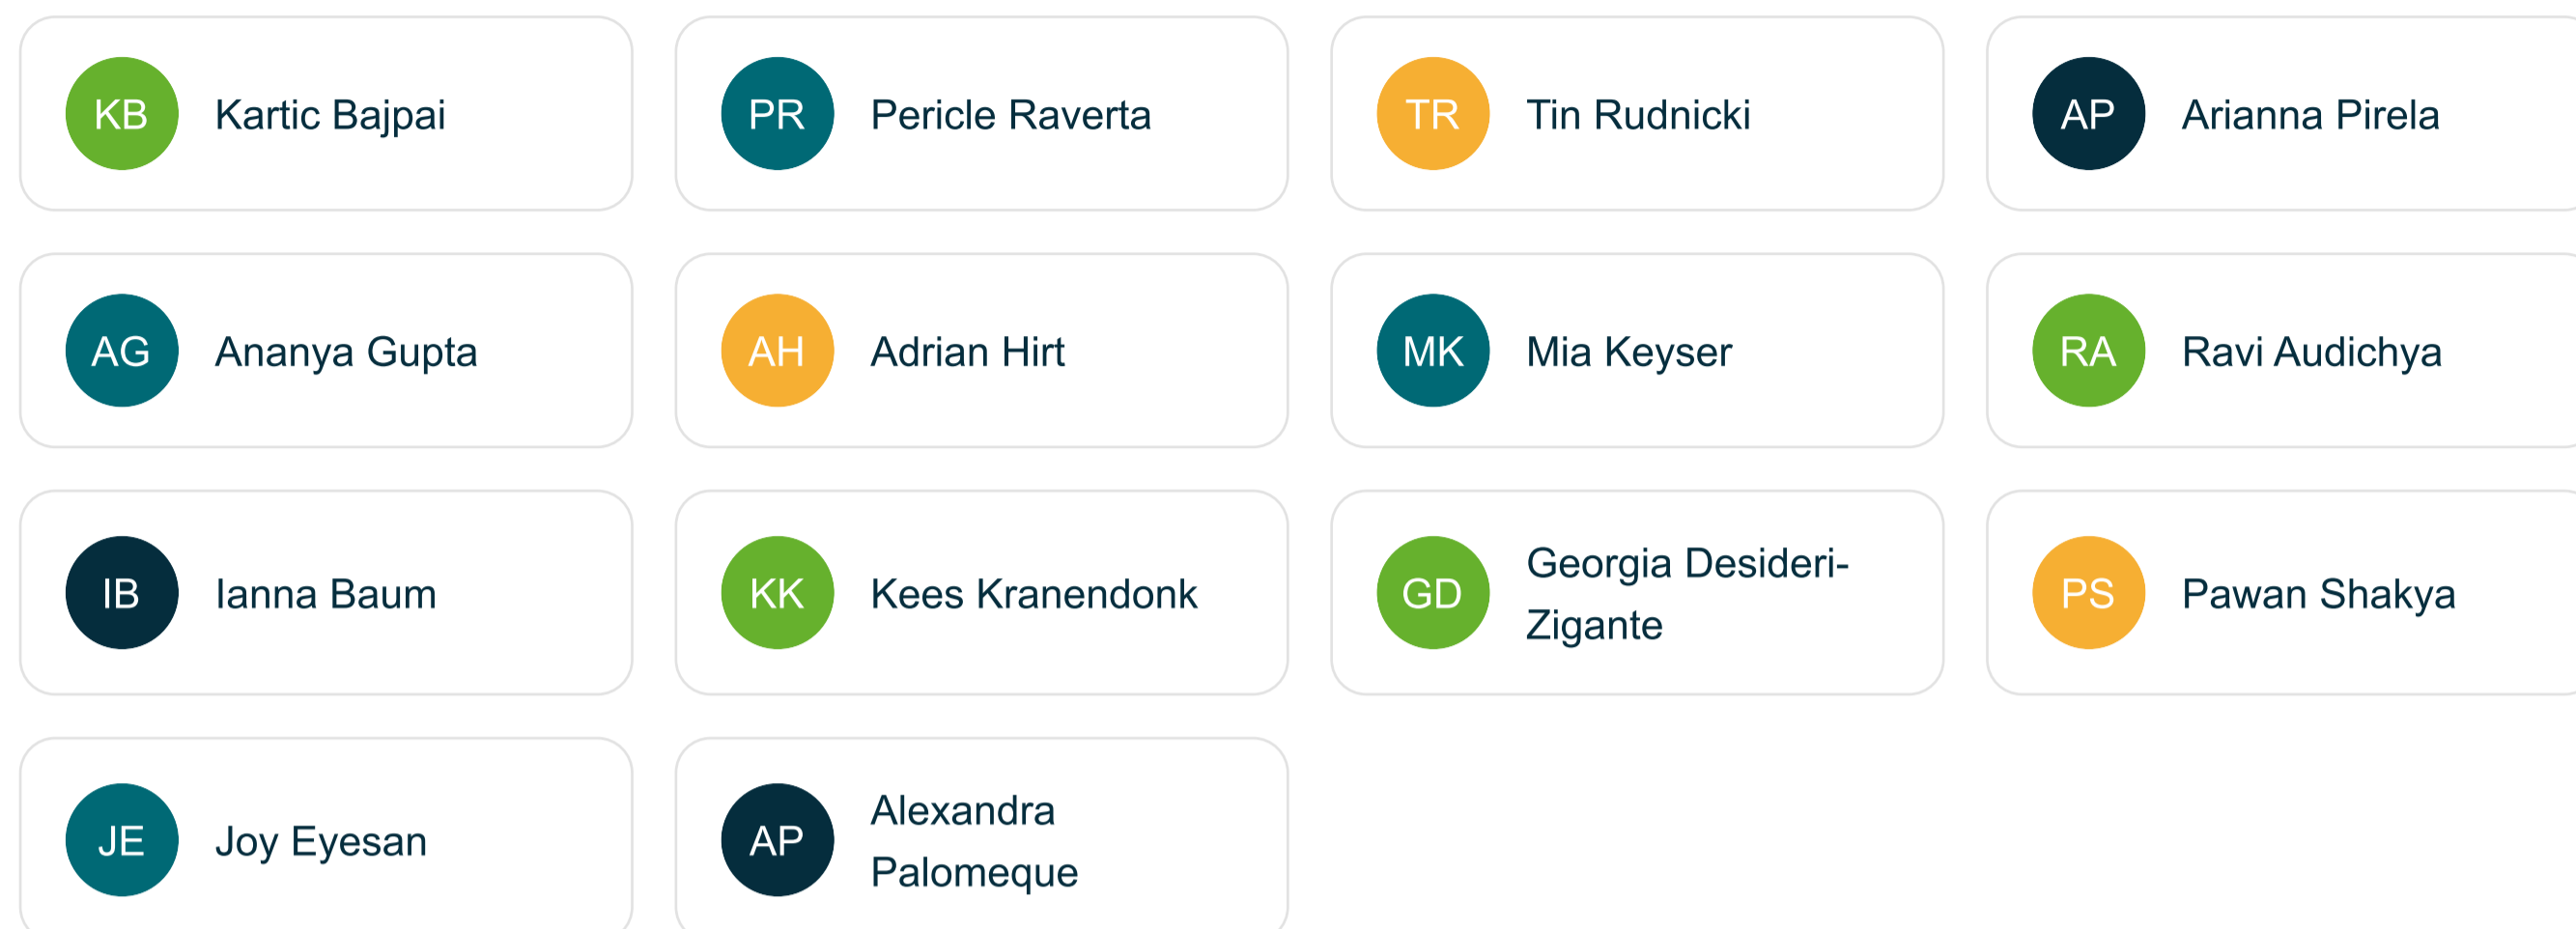 KB
Kartic Bajpai
PR
Pericle Raverta
TR
Tin Rudnicki
AP
Arianna Pirela
AG
Ananya Gupta
AH
Adrian Hirt
MK
Mia Keyser
RA
Ravi Audichya
IB
Ianna Baum
KK
Kees Kranendonk
GD
Georgia Desideri-
Zigante
PS
Pawan Shakya
JE
Joy Eyesan
AP
Alexandra
Palomeque